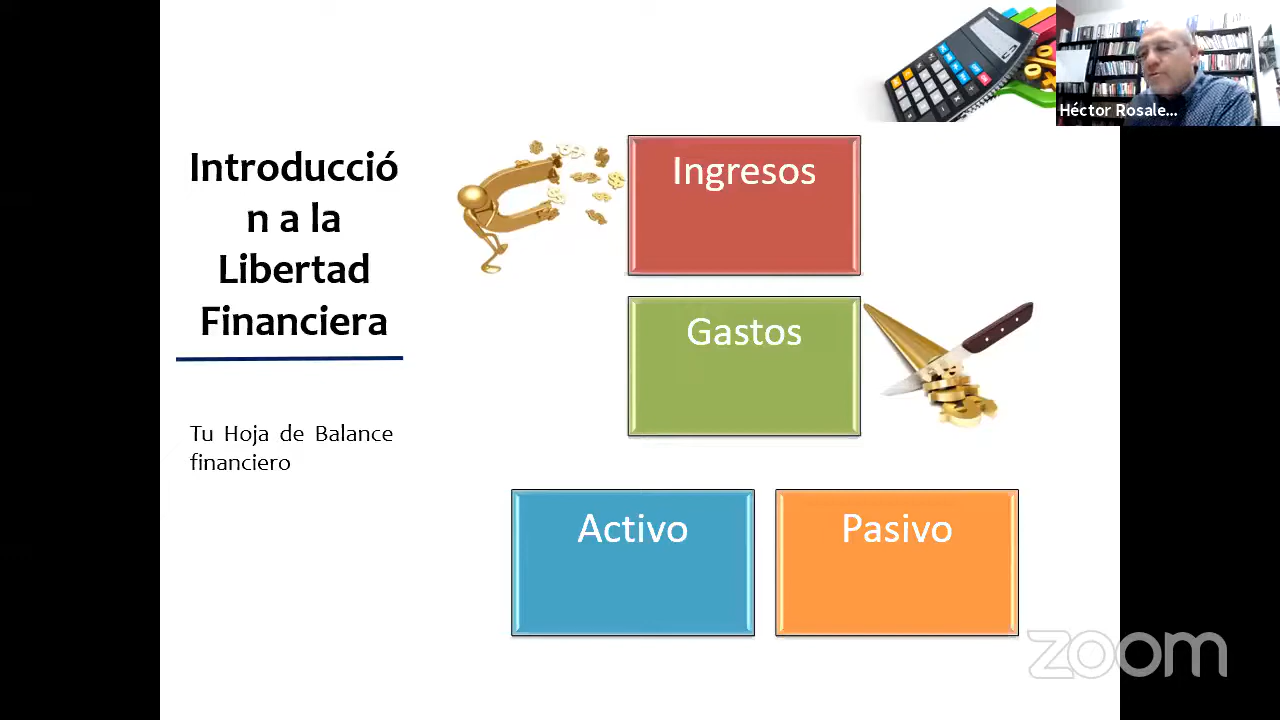 Héctor Rosale...
Introducció
n a la
Libertad
Financiera
Tu Hoja de Balance
financiero
Ingresos
Gastos
Activo
Pasivo
zoom